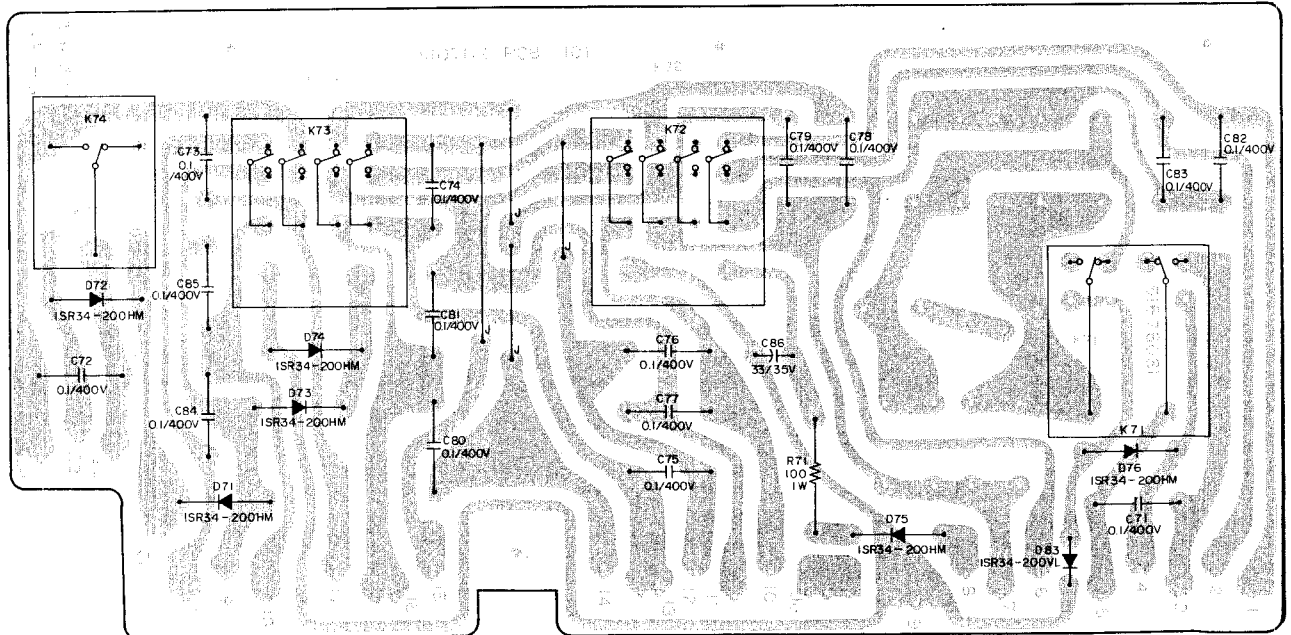 K74
C73
0.1
/400V
K73
C74
0.1/400V
K72
C79
0.1/400V
C78
0.1/400V
C83
0.1/400V
C82
0.1/400V
D72
1SR34-200HM
C85
0.1/400V
C81
0.1/400V
J
J
J
J
C72
0.1/400V
D74
1SR34-200HM
D73
1SR34-200HM
C84
0.1/400V
C80
0.1/400V
D71
1SR34-200HM
C76
0.1/400V
C77
0.1/400V
C75
0.1/400V
C86
33/35V
R71
100
1W
D75
1SR34-200HM
K71
D76
1SR34-200HM
C71
0.1/400V
D83
1SR34-200VL